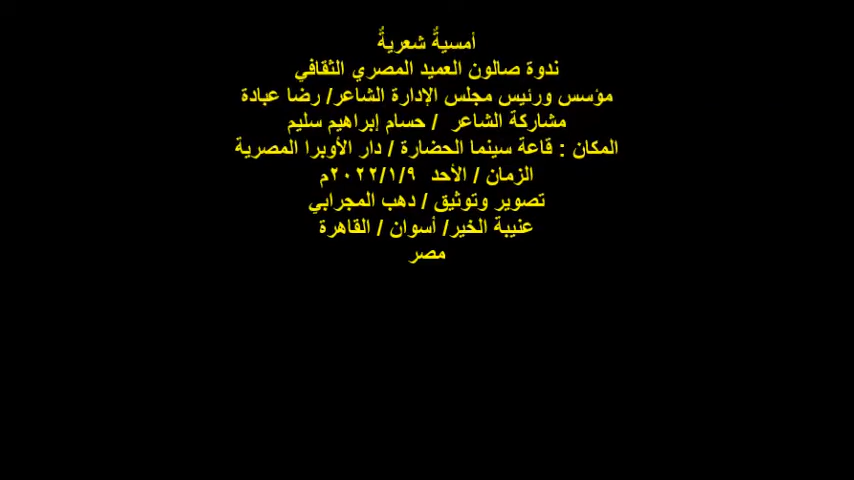 أمسيةٌ شعريةٌ
ندوة صالون العميد المصري الثقافي
مؤسس ورئيس مجلس الإدارة الشاعر/ رضا عبادة
مشاركة الشاعر / حسام إبراهيم سليم
المكان : قاعة سينما الحضارة / دار الأوبرا المصرية
الزمان / الأحد ٢٠٢٢/١/٩م
تصوير وتوثيق / دهب المجرابي
عنيبة الخير/ أسوان / القاهرة
مصر